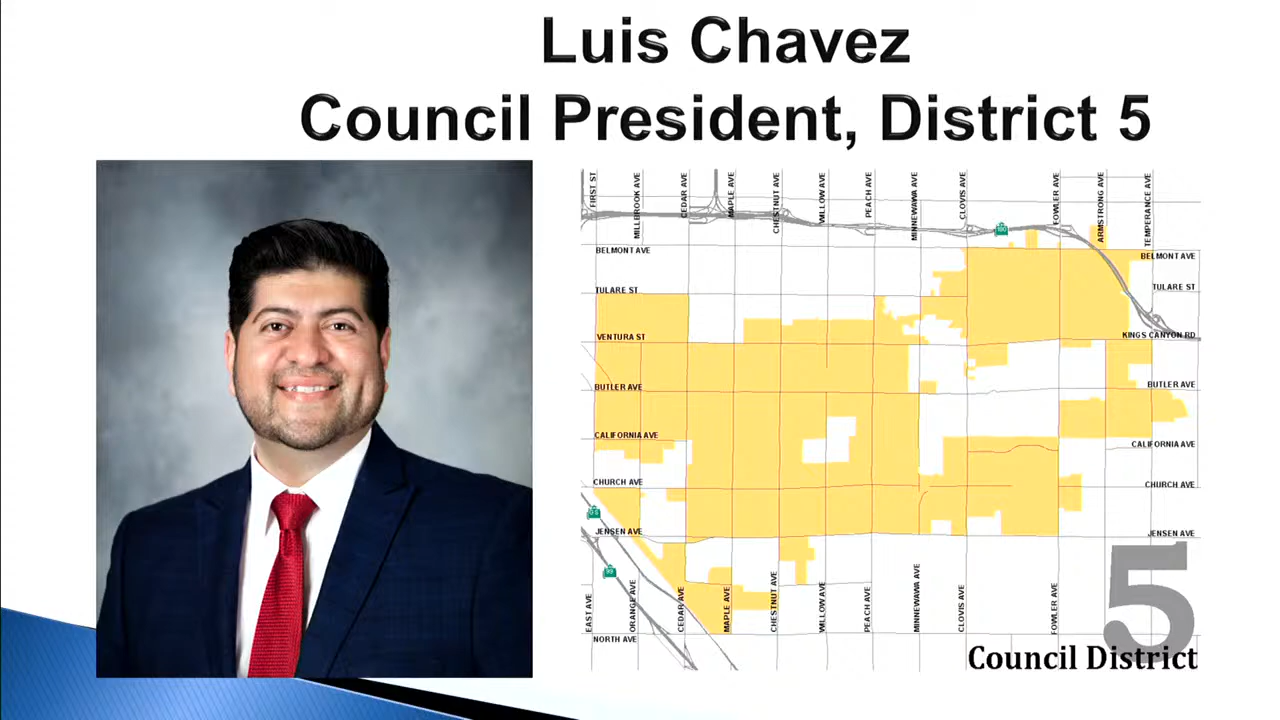 Luis Chavez
Council President, District 5
FIRST ST
MILLBROOK AVE
CEDAR AVE
MAPLE AVE
CHESTNUT AVE
WILLOW AVE
PEACH AVE
MINNEWAWA AVE
CLOVIS AVE
FOWLER AVE
ARMSTRONG AVE
TEMPERANCE AVE
180
BELMONT AVE
BELMONT AVE
TULARE ST
TULARE ST
VENTURA ST
KINGS CANYON RD
BUTLER AVE
BUTLER AVE
CALIFORNIA AVE
CALIFORNIA AVE
CHURCH AVE
CHURCH AVE
JENSEN AVE
JENSEN AVE
99
EAST AVE
ORANGE AVE
CEDAR AVE
MAPLE AVE
CHESTNUT AVE
WILLOW AVE
PEACH AVE
MINNEWAWA AVE
CLOVIS AVE
FOWLER AVE
NORTH AVE
5
Council District